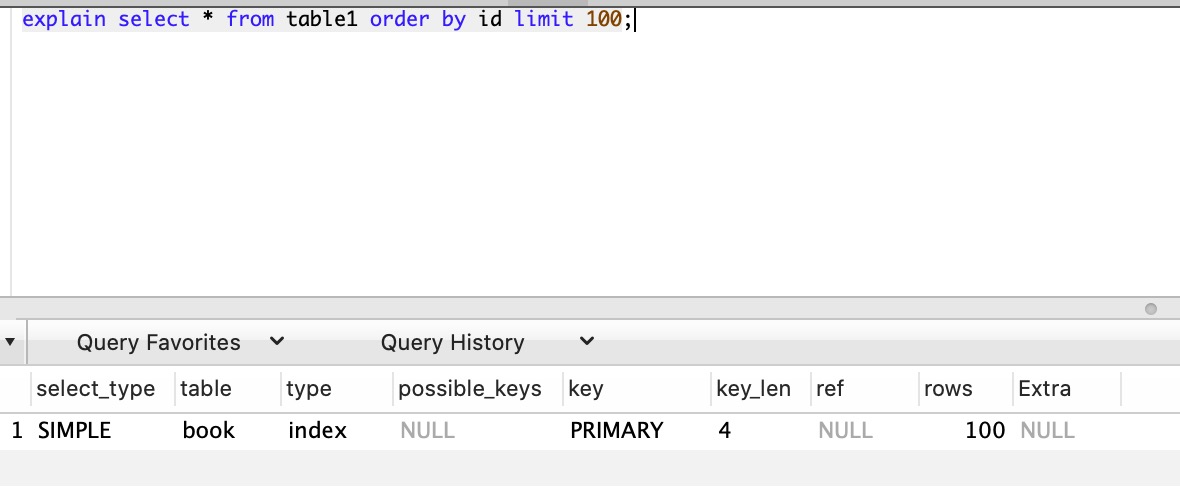 explain select * from table1 order by id limit 100;
Query Favorites Query History
select_type table type possible_keys key key_len ref rows Extra
1 SIMPLE book index NULL PRIMARY 4 NULL 100 NULL